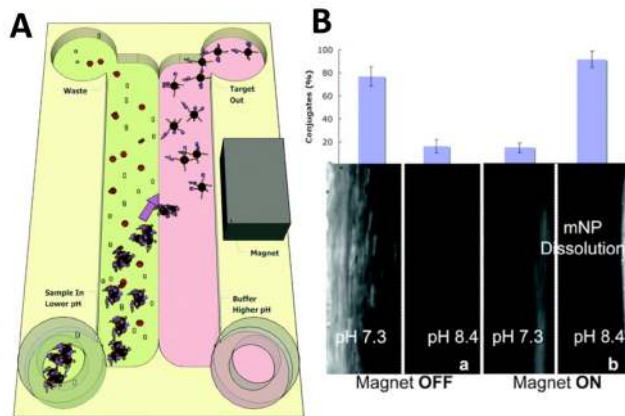 A
Waste
Target
Out
Magnet
Sample In
Lower pH
Buffer
Higher pH
B
Conjugates (%)
100
80
60
40
20
mNP
Dissolution
pH 7.3
pH 8.4
pH 7.3
pH 8.4
a
b
Magnet OFF
Magnet ON